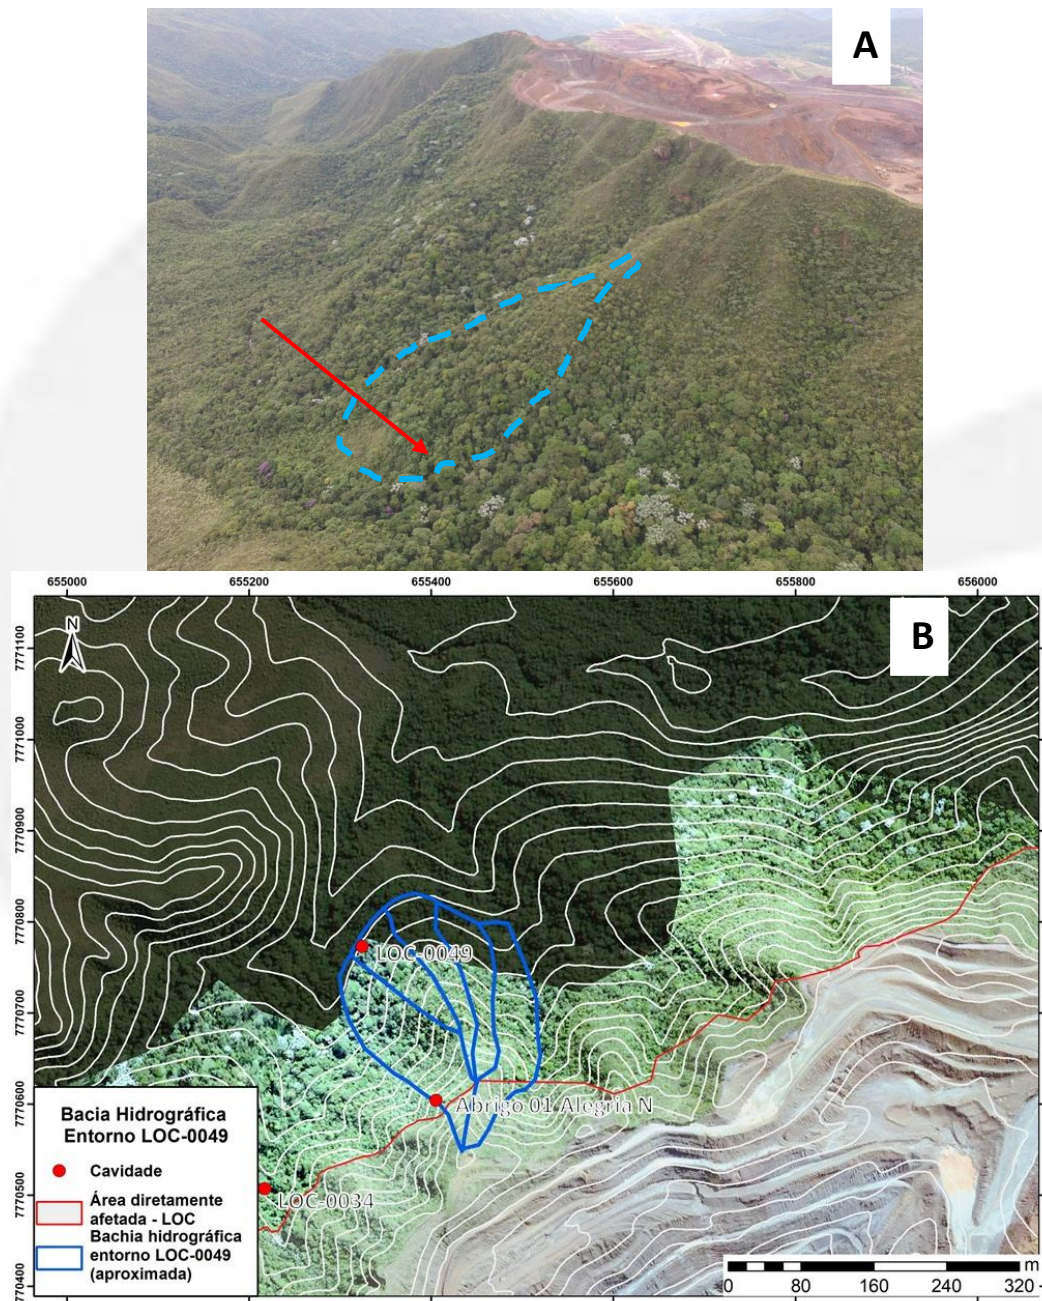 A
655000 655200 655400 655600 655800 656000
B
N
7771100
7771000
7770900
7770800
7770700
7770600
7770500
7770400
LOC-0049
Abrigo 01 Alegria N
LOC-0034
Bacia Hidrográfica
Entorno LOC-0049
Cavidade
Área diretamente
afetada - LOC
Bachia hidrográfica
entorno LOC-0049
(aproximada)
m
0 80 160 240 320